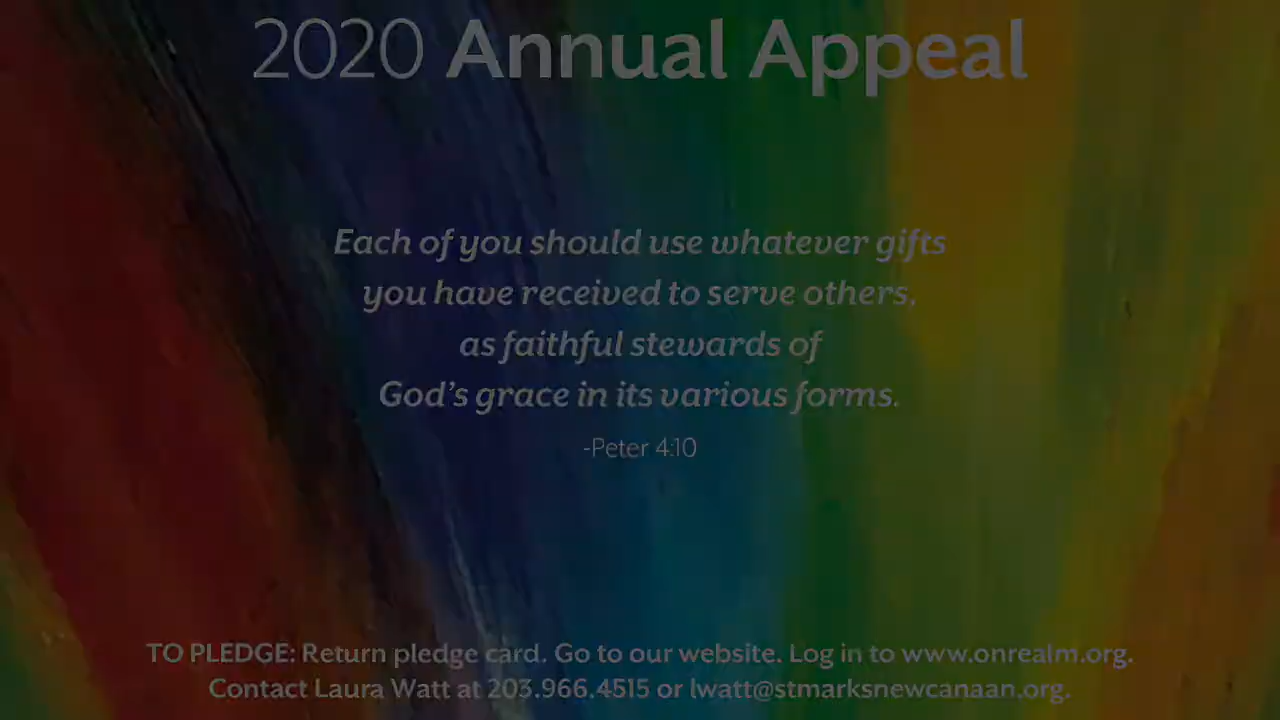 2020 Annual Appeal
Each of you should use whatever gifts
you have received to serve others,
as faithful stewards of
God's grace in its various forms.
-Peter 4:10
TO PLEDGE: Return pledge card. Go to our website. Log in to www.onrealm.org.
Contact Laura Watt at 203.966.4515 or lwatt@stmarksnewcanaan.org.